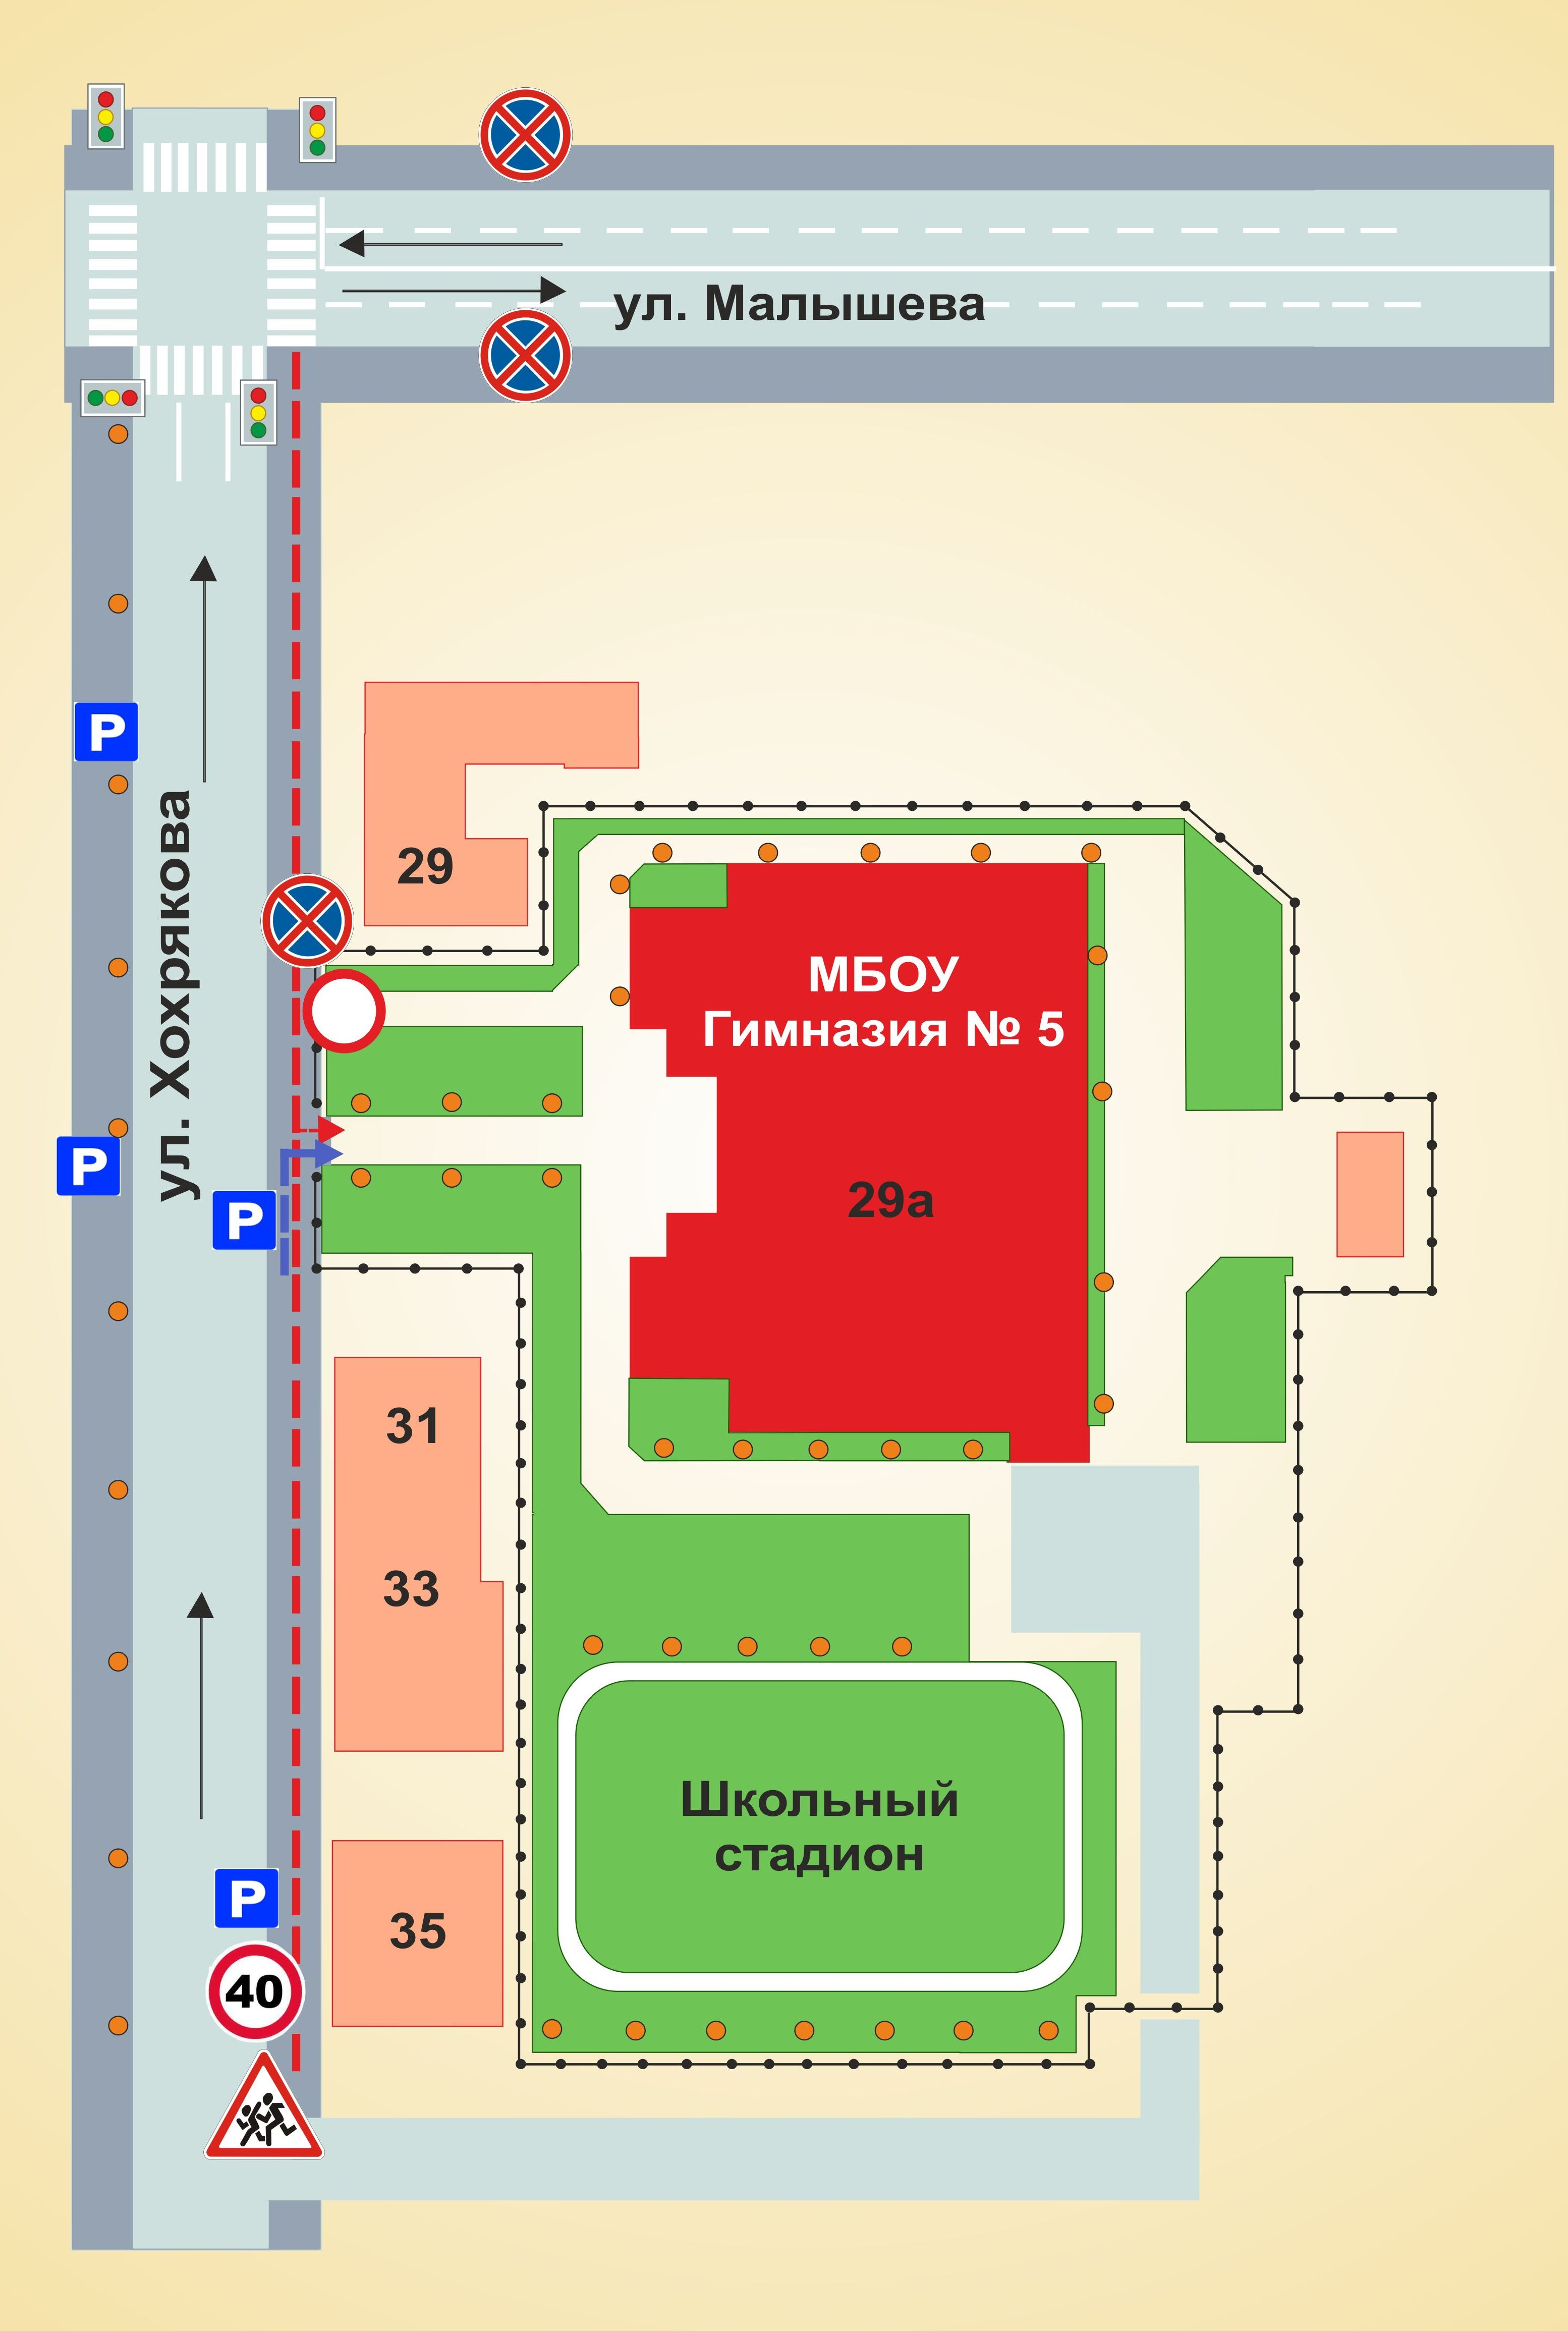 ул. Малышева
P
ул. Хохрякова
29
МБОУ
Гимназия № 5
P
P
29а
31
33
Школьный
стадион
P
35
40